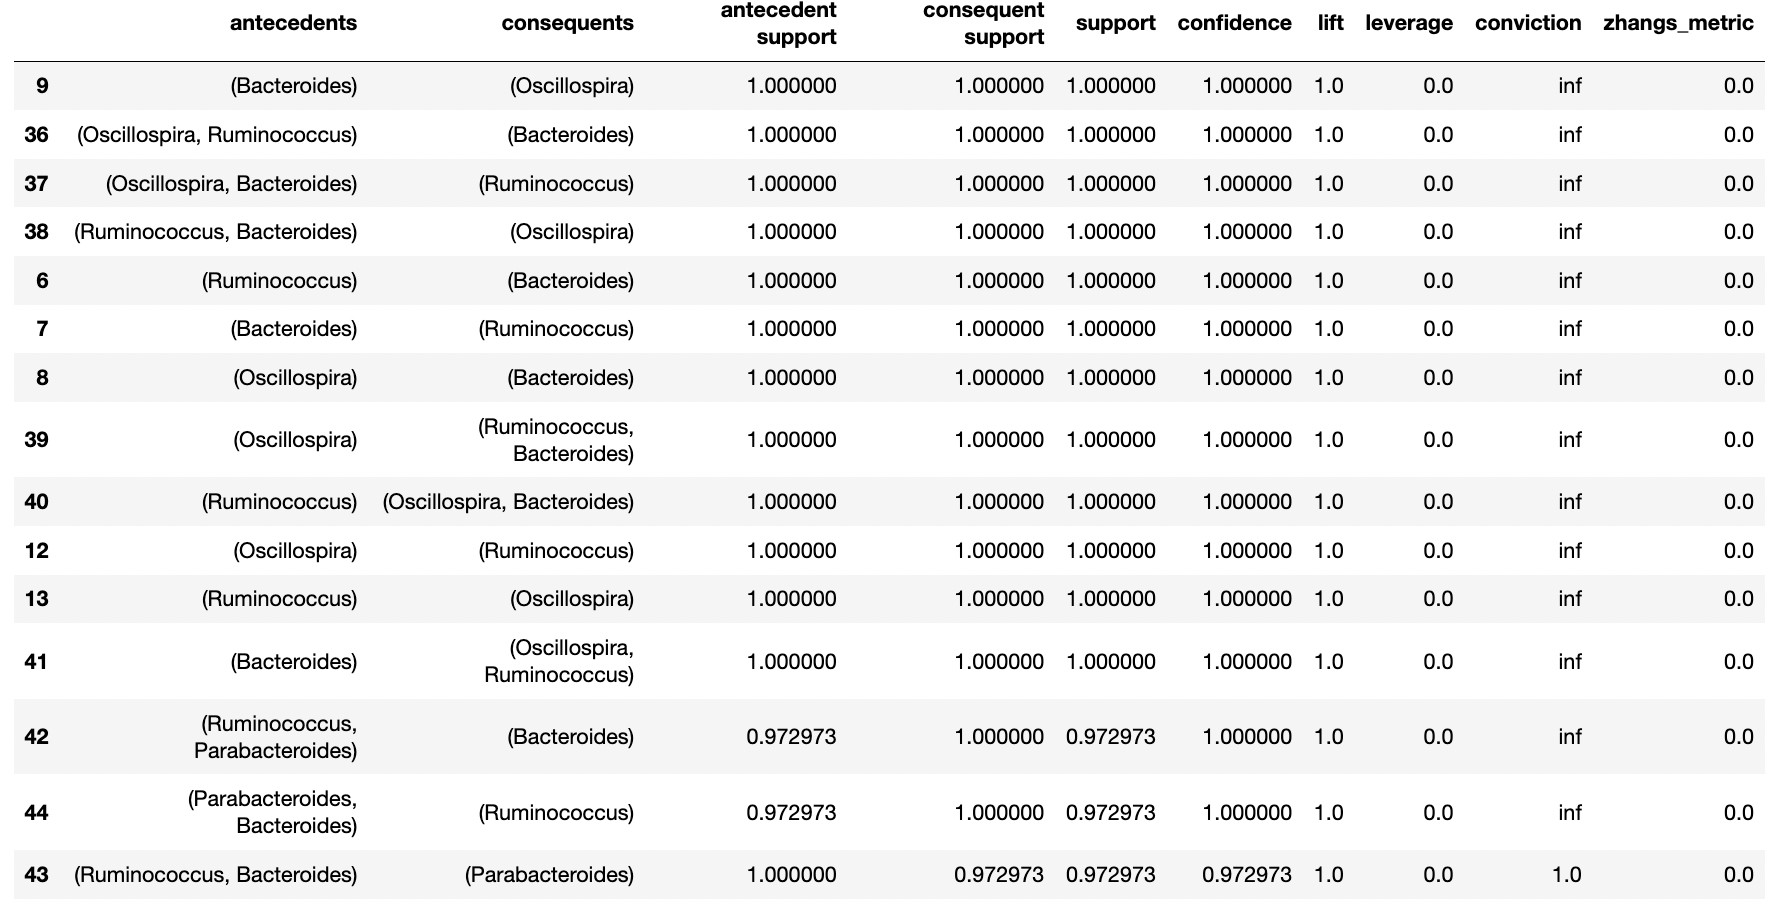 antecedents consequents antecedent support consequent support support confidence lift leverage conviction zhangs_metric
9 (Bacteroides) (Oscillospira) 1.000000 1.000000 1.000000 1.000000 1.0 0.0 inf 0.0
36 (Oscillospira, Ruminococcus) (Bacteroides) 1.000000 1.000000 1.000000 1.000000 1.0 0.0 inf 0.0
37 (Oscillospira, Bacteroides) (Ruminococcus) 1.000000 1.000000 1.000000 1.000000 1.0 0.0 inf 0.0
38 (Ruminococcus, Bacteroides) (Oscillospira) 1.000000 1.000000 1.000000 1.000000 1.0 0.0 inf 0.0
6 (Ruminococcus) (Bacteroides) 1.000000 1.000000 1.000000 1.000000 1.0 0.0 inf 0.0
7 (Bacteroides) (Ruminococcus) 1.000000 1.000000 1.000000 1.000000 1.0 0.0 inf 0.0
8 (Oscillospira) (Bacteroides) 1.000000 1.000000 1.000000 1.000000 1.0 0.0 inf 0.0
39 (Oscillospira) (Ruminococcus, Bacteroides) 1.000000 1.000000 1.000000 1.000000 1.0 0.0 inf 0.0
40 (Ruminococcus) (Oscillospira, Bacteroides) 1.000000 1.000000 1.000000 1.000000 1.0 0.0 inf 0.0
12 (Oscillospira) (Ruminococcus) 1.000000 1.000000 1.000000 1.000000 1.0 0.0 inf 0.0
13 (Ruminococcus) (Oscillospira) 1.000000 1.000000 1.000000 1.000000 1.0 0.0 inf 0.0
41 (Bacteroides) (Oscillospira, Ruminococcus) 1.000000 1.000000 1.000000 1.000000 1.0 0.0 inf 0.0
42 (Ruminococcus, Parabacteroides) (Bacteroides) 0.972973 1.000000 0.972973 1.000000 1.0 0.0 inf 0.0
44 (Parabacteroides, Bacteroides) (Ruminococcus) 0.972973 1.000000 0.972973 1.000000 1.0 0.0 inf 0.0
43 (Ruminococcus, Bacteroides) (Parabacteroides) 1.000000 0.972973 0.972973 0.972973 1.0 0.0 1.0 0.0